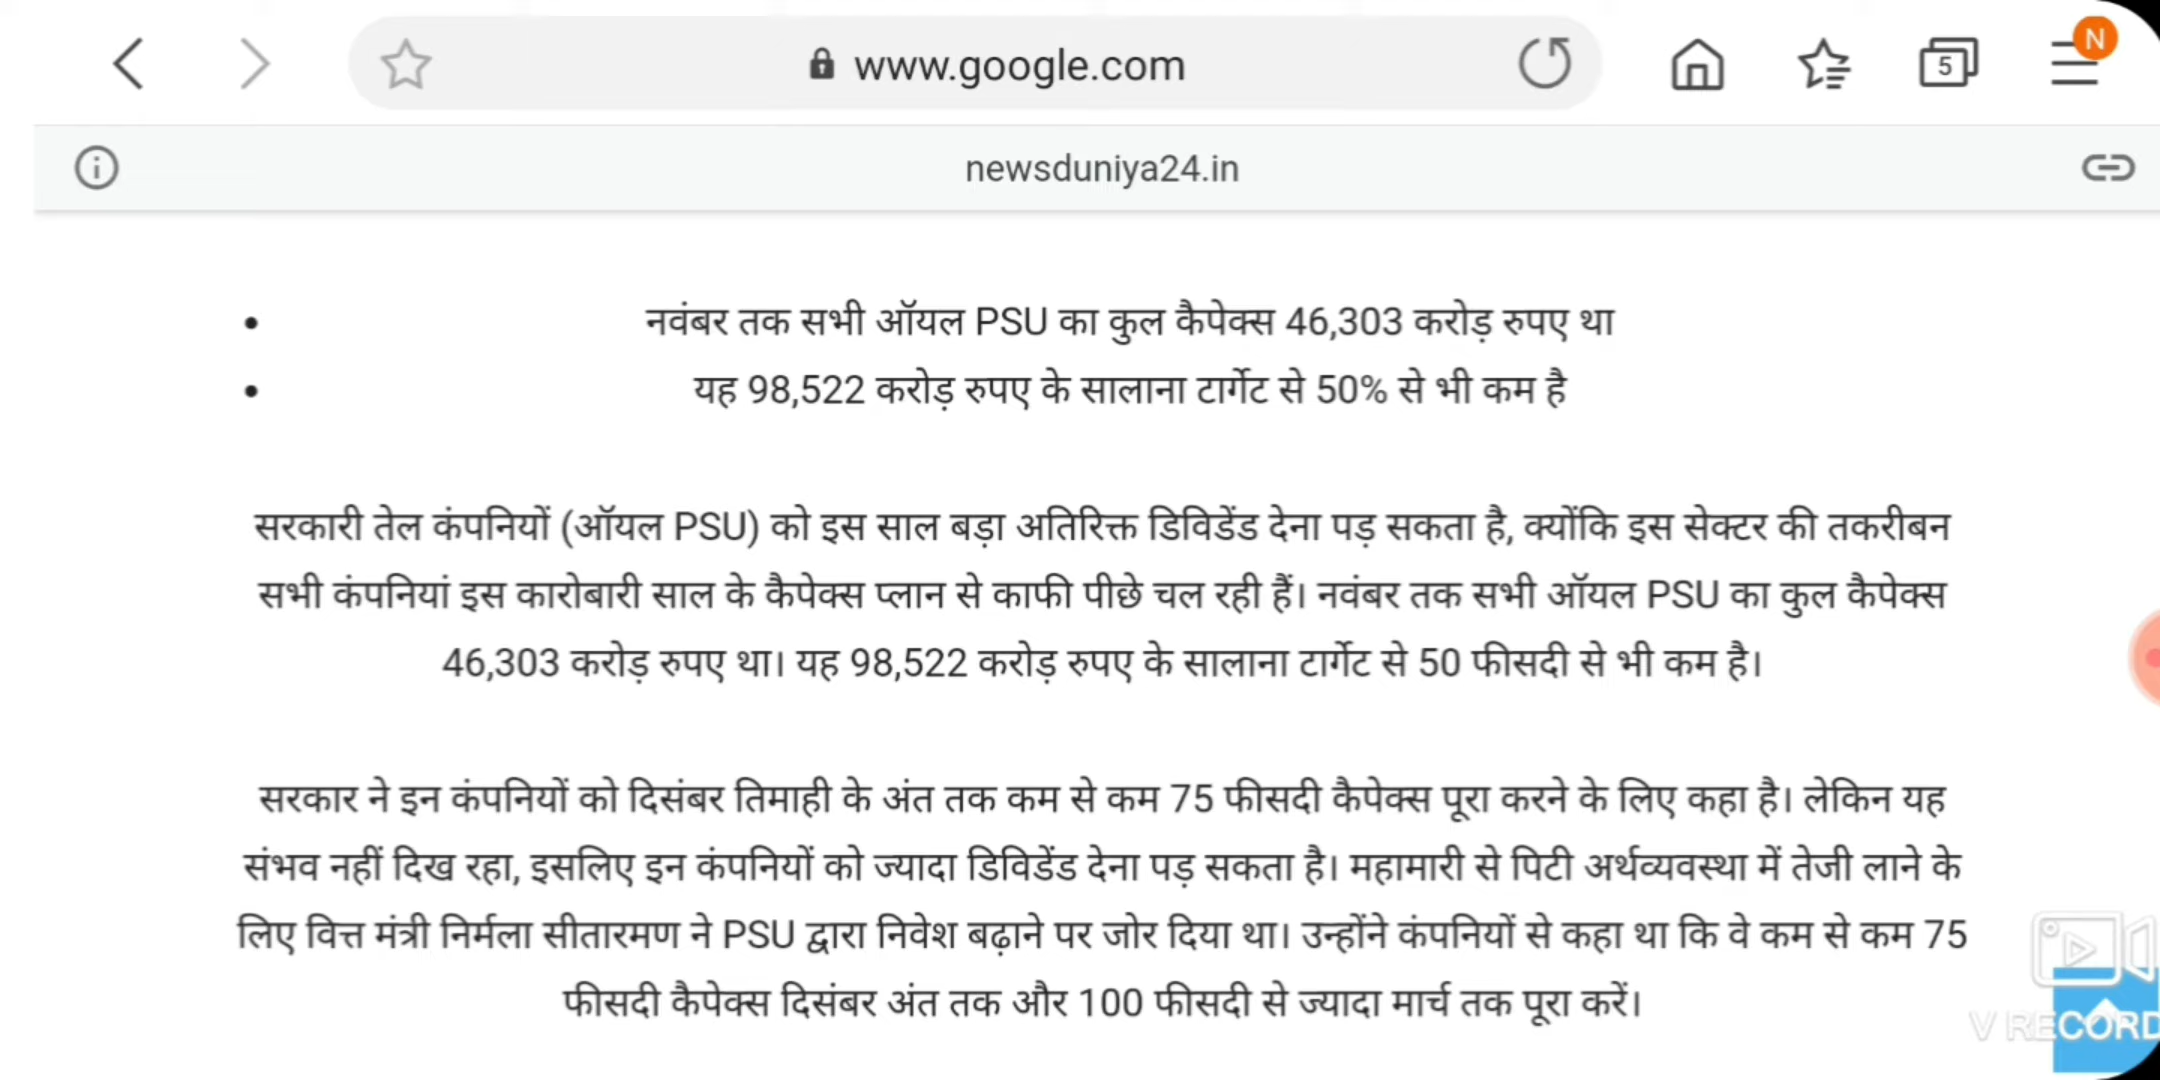 www.google.com
5
N
newsduniya24.in
• नवंबर तक सभी ऑयल PSU का कुल कैपेक्स 46,303 करोड़ रुपए था
• यह 98,522 करोड़ रुपए के सालाना टार्गेट से 50% से भी कम है
सरकारी तेल कंपनियों (ऑयल PSU) को इस साल बड़ा अतिरिक्त डिविडेंड देना पड़ सकता है, क्योंकि इस सेक्टर की तकरीबन
सभी कंपनियां इस कारोबारी साल के कैपेक्स प्लान से काफी पीछे चल रही हैं। नवंबर तक सभी ऑयल PSU का कुल कैपेक्स
46,303 करोड़ रुपए था। यह 98,522 करोड़ रुपए के सालाना टार्गेट से 50 फीसदी से भी कम है।
सरकार ने इन कंपनियों को दिसंबर तिमाही के अंत तक कम से कम 75 फीसदी कैपेक्स पूरा करने के लिए कहा है। लेकिन यह
संभव नहीं दिख रहा, इसलिए इन कंपनियों को ज्यादा डिविडेंड देना पड़ सकता है। महामारी से पिटी अर्थव्यवस्था में तेजी लाने के
लिए वित्त मंत्री निर्मला सीतारमण ने PSU द्वारा निवेश बढ़ाने पर जोर दिया था। उन्होंने कंपनियों से कहा था कि वे कम से कम 75
फीसदी कैपेक्स दिसंबर अंत तक और 100 फीसदी से ज्यादा मार्च तक पूरा करें।
V RECORD